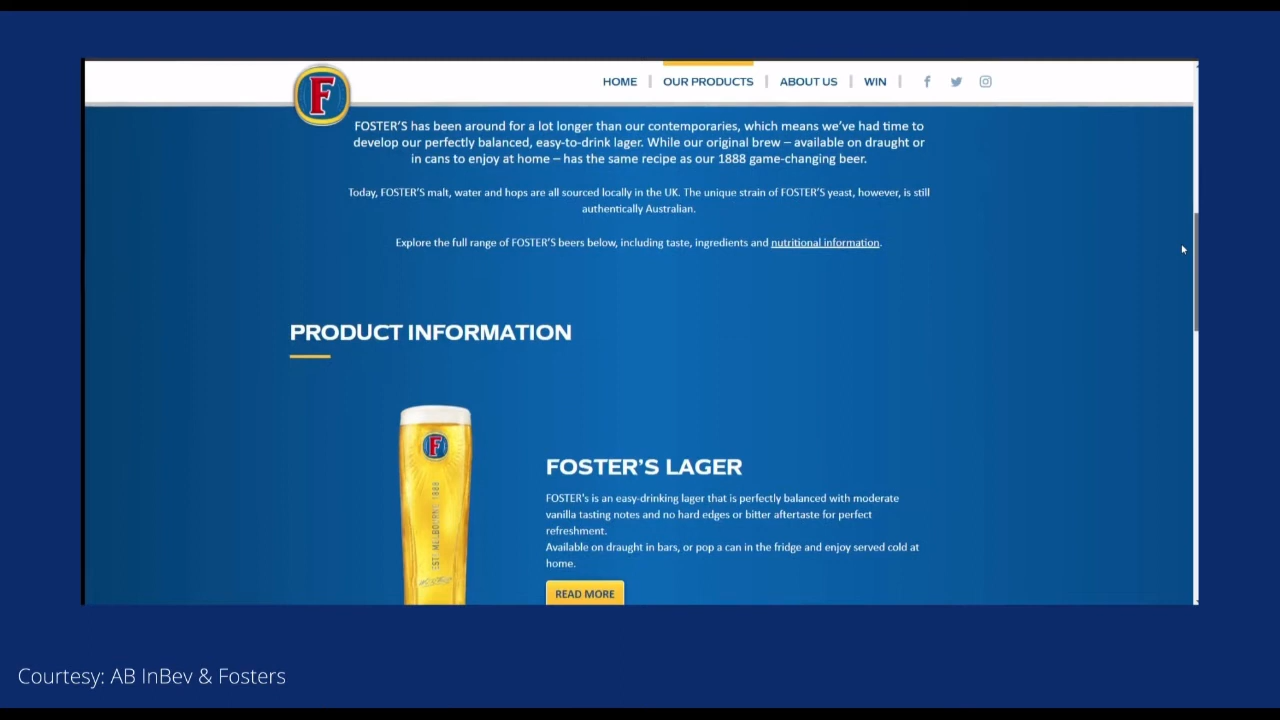 F
HOME | OUR PRODUCTS | ABOUT US | WIN |
FOSTER'S has been around for a lot longer than our contemporaries, which means we've had time to
develop our perfectly balanced, easy-to-drink lager. While our original brew – available on draught or
in cans to enjoy at home – has the same recipe as our 1888 game-changing beer.
Today, FOSTER'S malt, water and hops are all sourced locally in the UK. The unique strain of FOSTER'S yeast, however, is still
authentically Australian.
Explore the full range of FOSTER'S beers below, including taste, ingredients and nutritional information.
PRODUCT INFORMATION
F
EST. MELBOURNE 1888
FOSTER'S LAGER
FOSTER's is an easy-drinking lager that is perfectly balanced with moderate
vanilla tasting notes and no hard edges or bitter aftertaste for perfect
refreshment.
Available on draught in bars, or pop a can in the fridge and enjoy served cold at
home.
READ MORE
Courtesy: AB InBev & Fosters